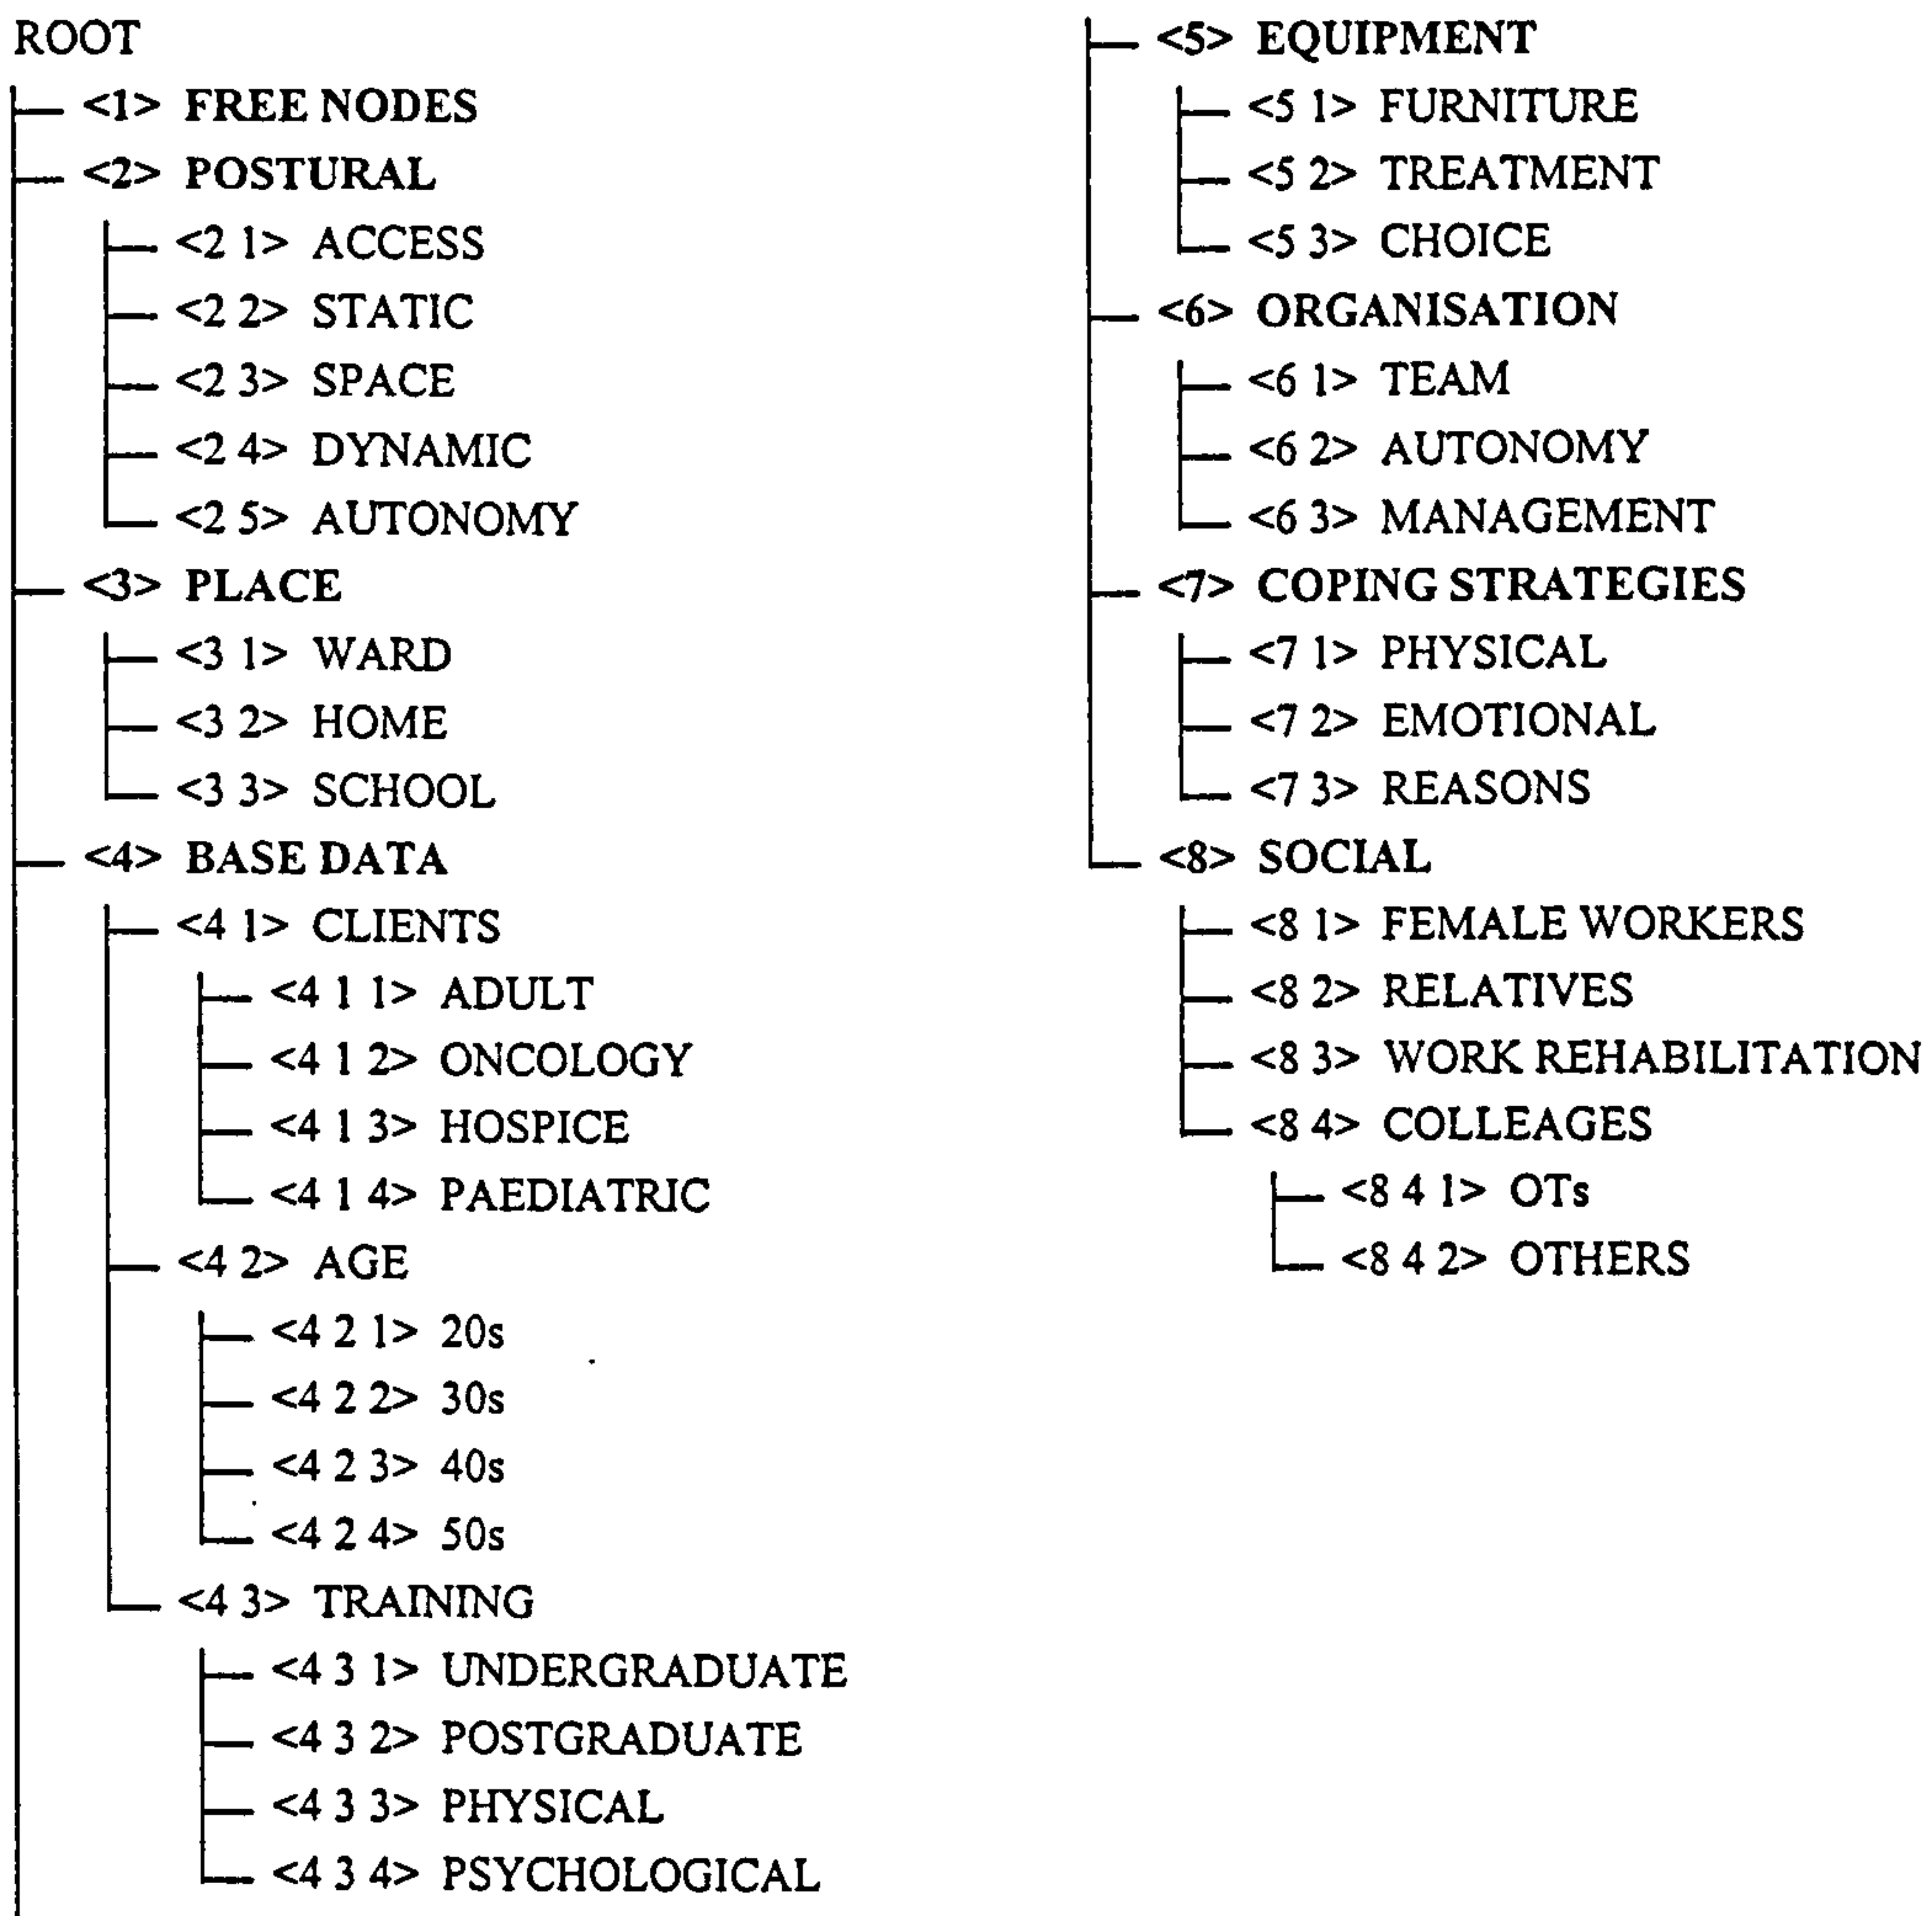 ROOT
<1> FREE NODES
<2> POSTURAL
<2 1> ACCESS
<2 2> STATIC
<2 3> SPACE
<2 4> DYNAMIC
<2 5> AUTONOMY
<3> PLACE
<3 1> WARD
<3 2> HOME
<3 3> SCHOOL
<4> BASE DATA
<4 1> CLIENTS
<4 1 1> ADULT
<4 1 2> ONCOLOGY
<4 1 3> HOSPICE
<4 1 4> PAEDIATRIC
<4 2> AGE
<4 2 1> 20s
<4 2 2> 30s
<4 2 3> 40s
<4 2 4> 50s
<4 3> TRAINING
<4 3 1> UNDERGRADUATE
<4 3 2> POSTGRADUATE
<4 3 3> PHYSICAL
<4 3 4> PSYCHOLOGICAL
<5> EQUIPMENT
<5 1> FURNITURE
<5 2> TREATMENT
<5 3> CHOICE
<6> ORGANISATION
<6 1> TEAM
<6 2> AUTONOMY
<6 3> MANAGEMENT
<7> COPING STRATEGIES
<7 1> PHYSICAL
<7 2> EMOTIONAL
<7 3> REASONS
<8> SOCIAL
<8 1> FEMALE WORKERS
<8 2> RELATIVES
<8 3> WORK REHABILITATION
<8 4> COLLEAGES
<8 4 1> OTs
<8 4 2> OTHERS